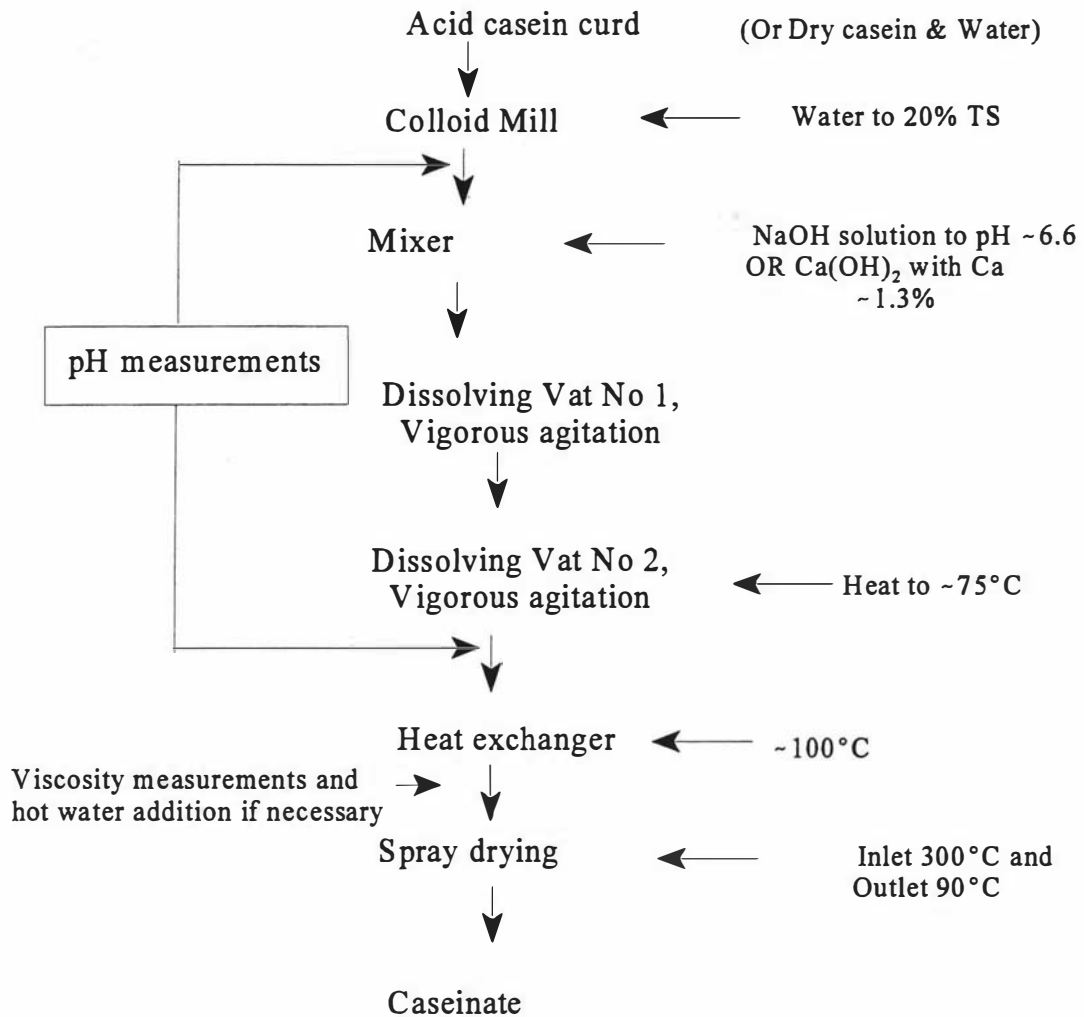 Acid casein curd
(Or Dry casein & Water)
Colloid Mill
Water to 20% TS
Mixer
NaOH solution to pH ~6.6
OR Ca(OH)₂ with Ca
~1.3%
pH measurements
Dissolving Vat No 1,
Vigorous agitation
Dissolving Vat No 2,
Vigorous agitation
Heat to ~75°C
Heat exchanger
~100°C
Viscosity measurements and
hot water addition if necessary
Spray drying
Inlet 300°C and
Outlet 90°C
Caseinate